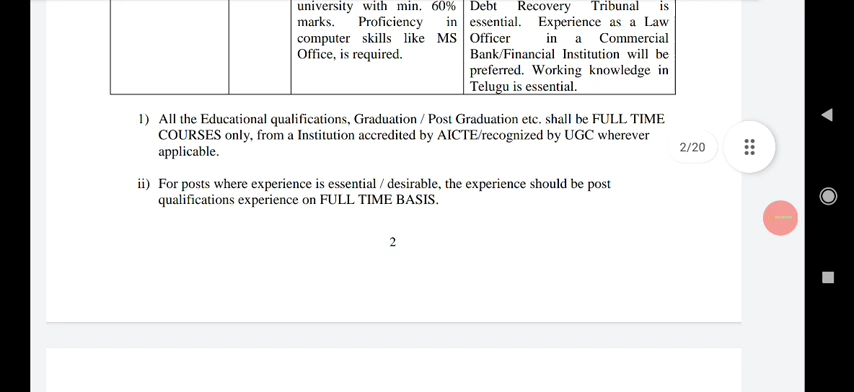 university with min. 60%
marks. Proficiency in
computer skills like MS
Office, is required.
Debt Recovery Tribunal is
essential. Experience as a Law
Officer in a Commercial
Bank/Financial Institution will be
preferred. Working knowledge in
Telugu is essential.
1) All the Educational qualifications, Graduation / Post Graduation etc. shall be FULL TIME
COURSES only, from a Institution accredited by AICTE/recognized by UGC wherever
applicable.
2/20
ii) For posts where experience is essential / desirable, the experience should be post
qualifications experience on FULL TIME BASIS.
2